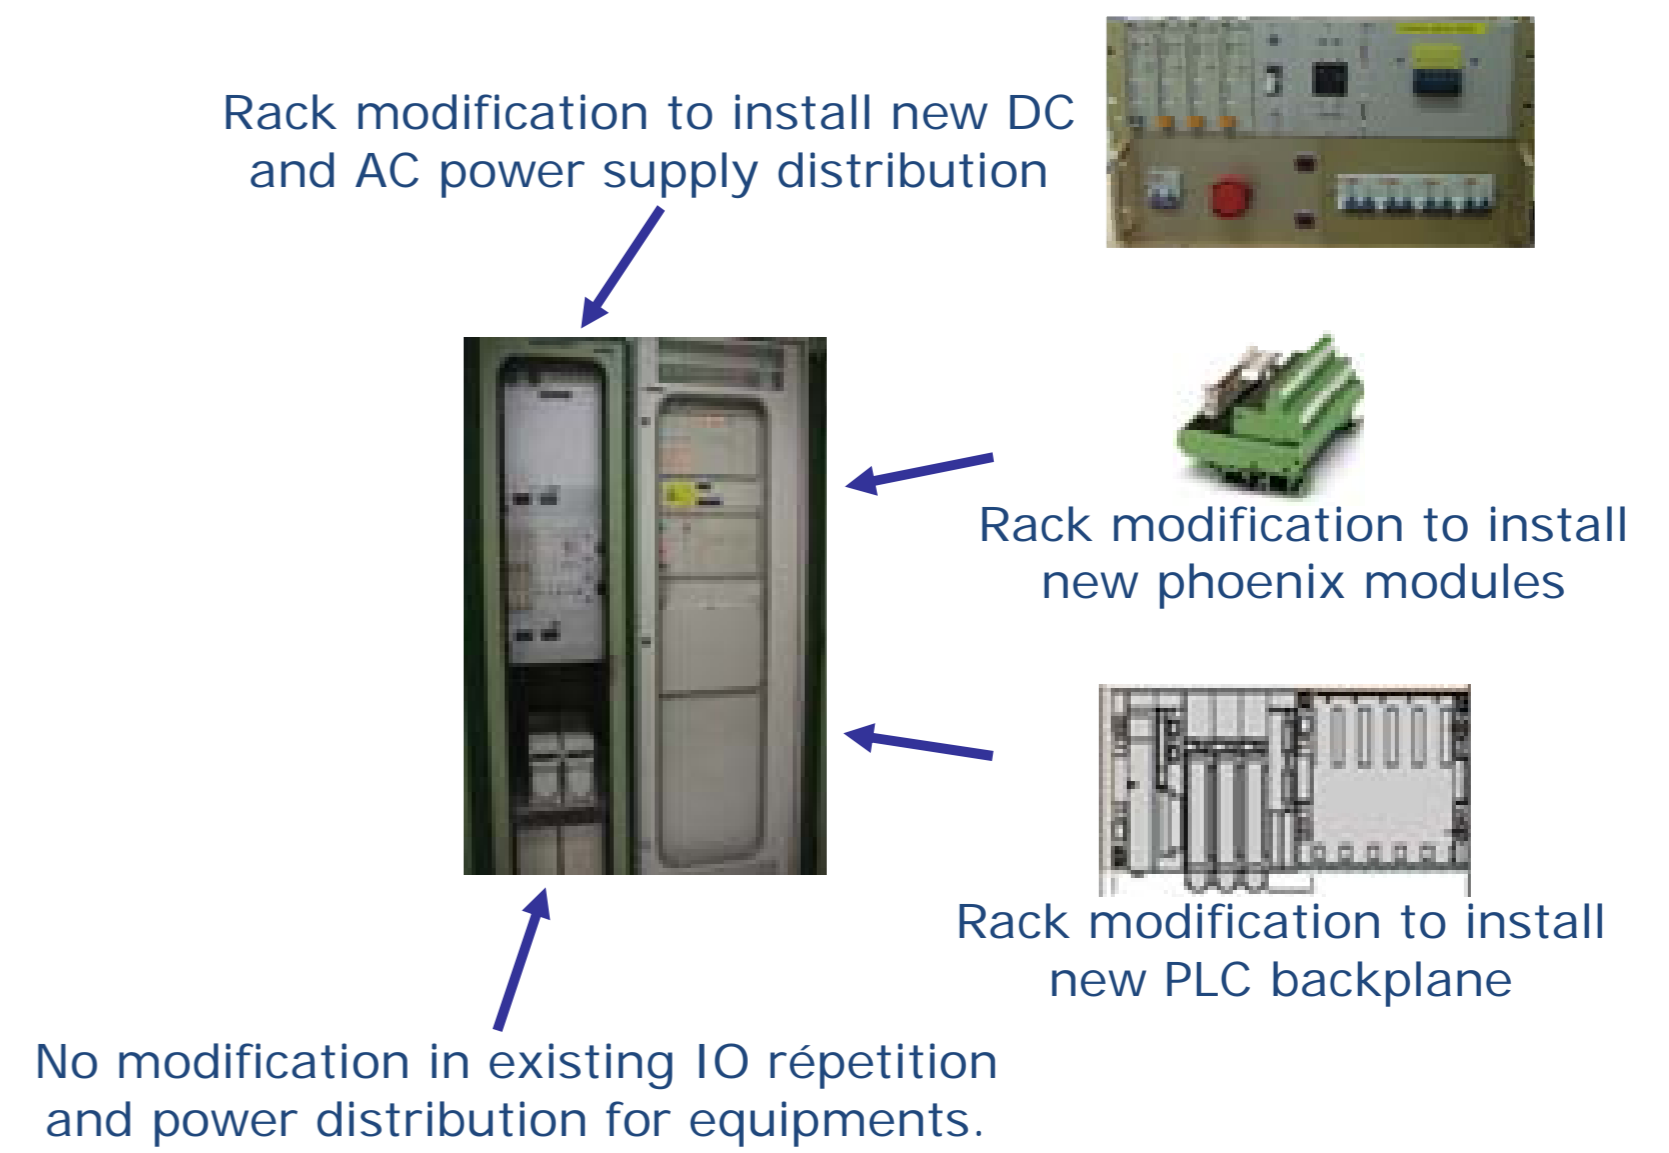 Rack modification to install new DC
and AC power supply distribution
Rack modification to install
new phoenix modules
Rack modification to install
new PLC backplane
No modification in existing IO répetition
and power distribution for equipments.